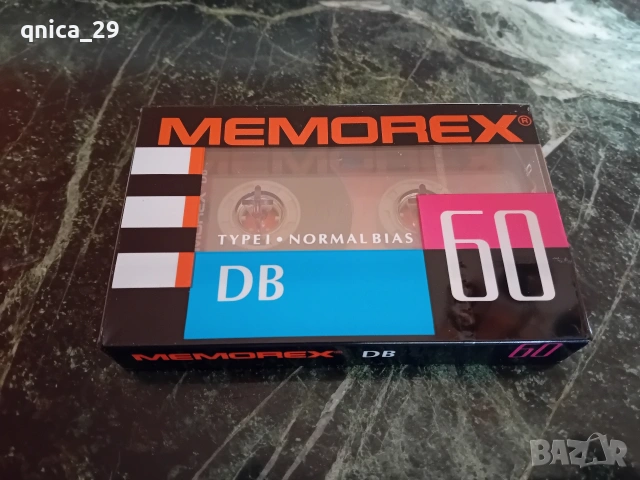 qnica_29
MEMOREX®
TYPE I • NORMAL BIAS
60
DB
MEMOREX DB 60
BAZAR